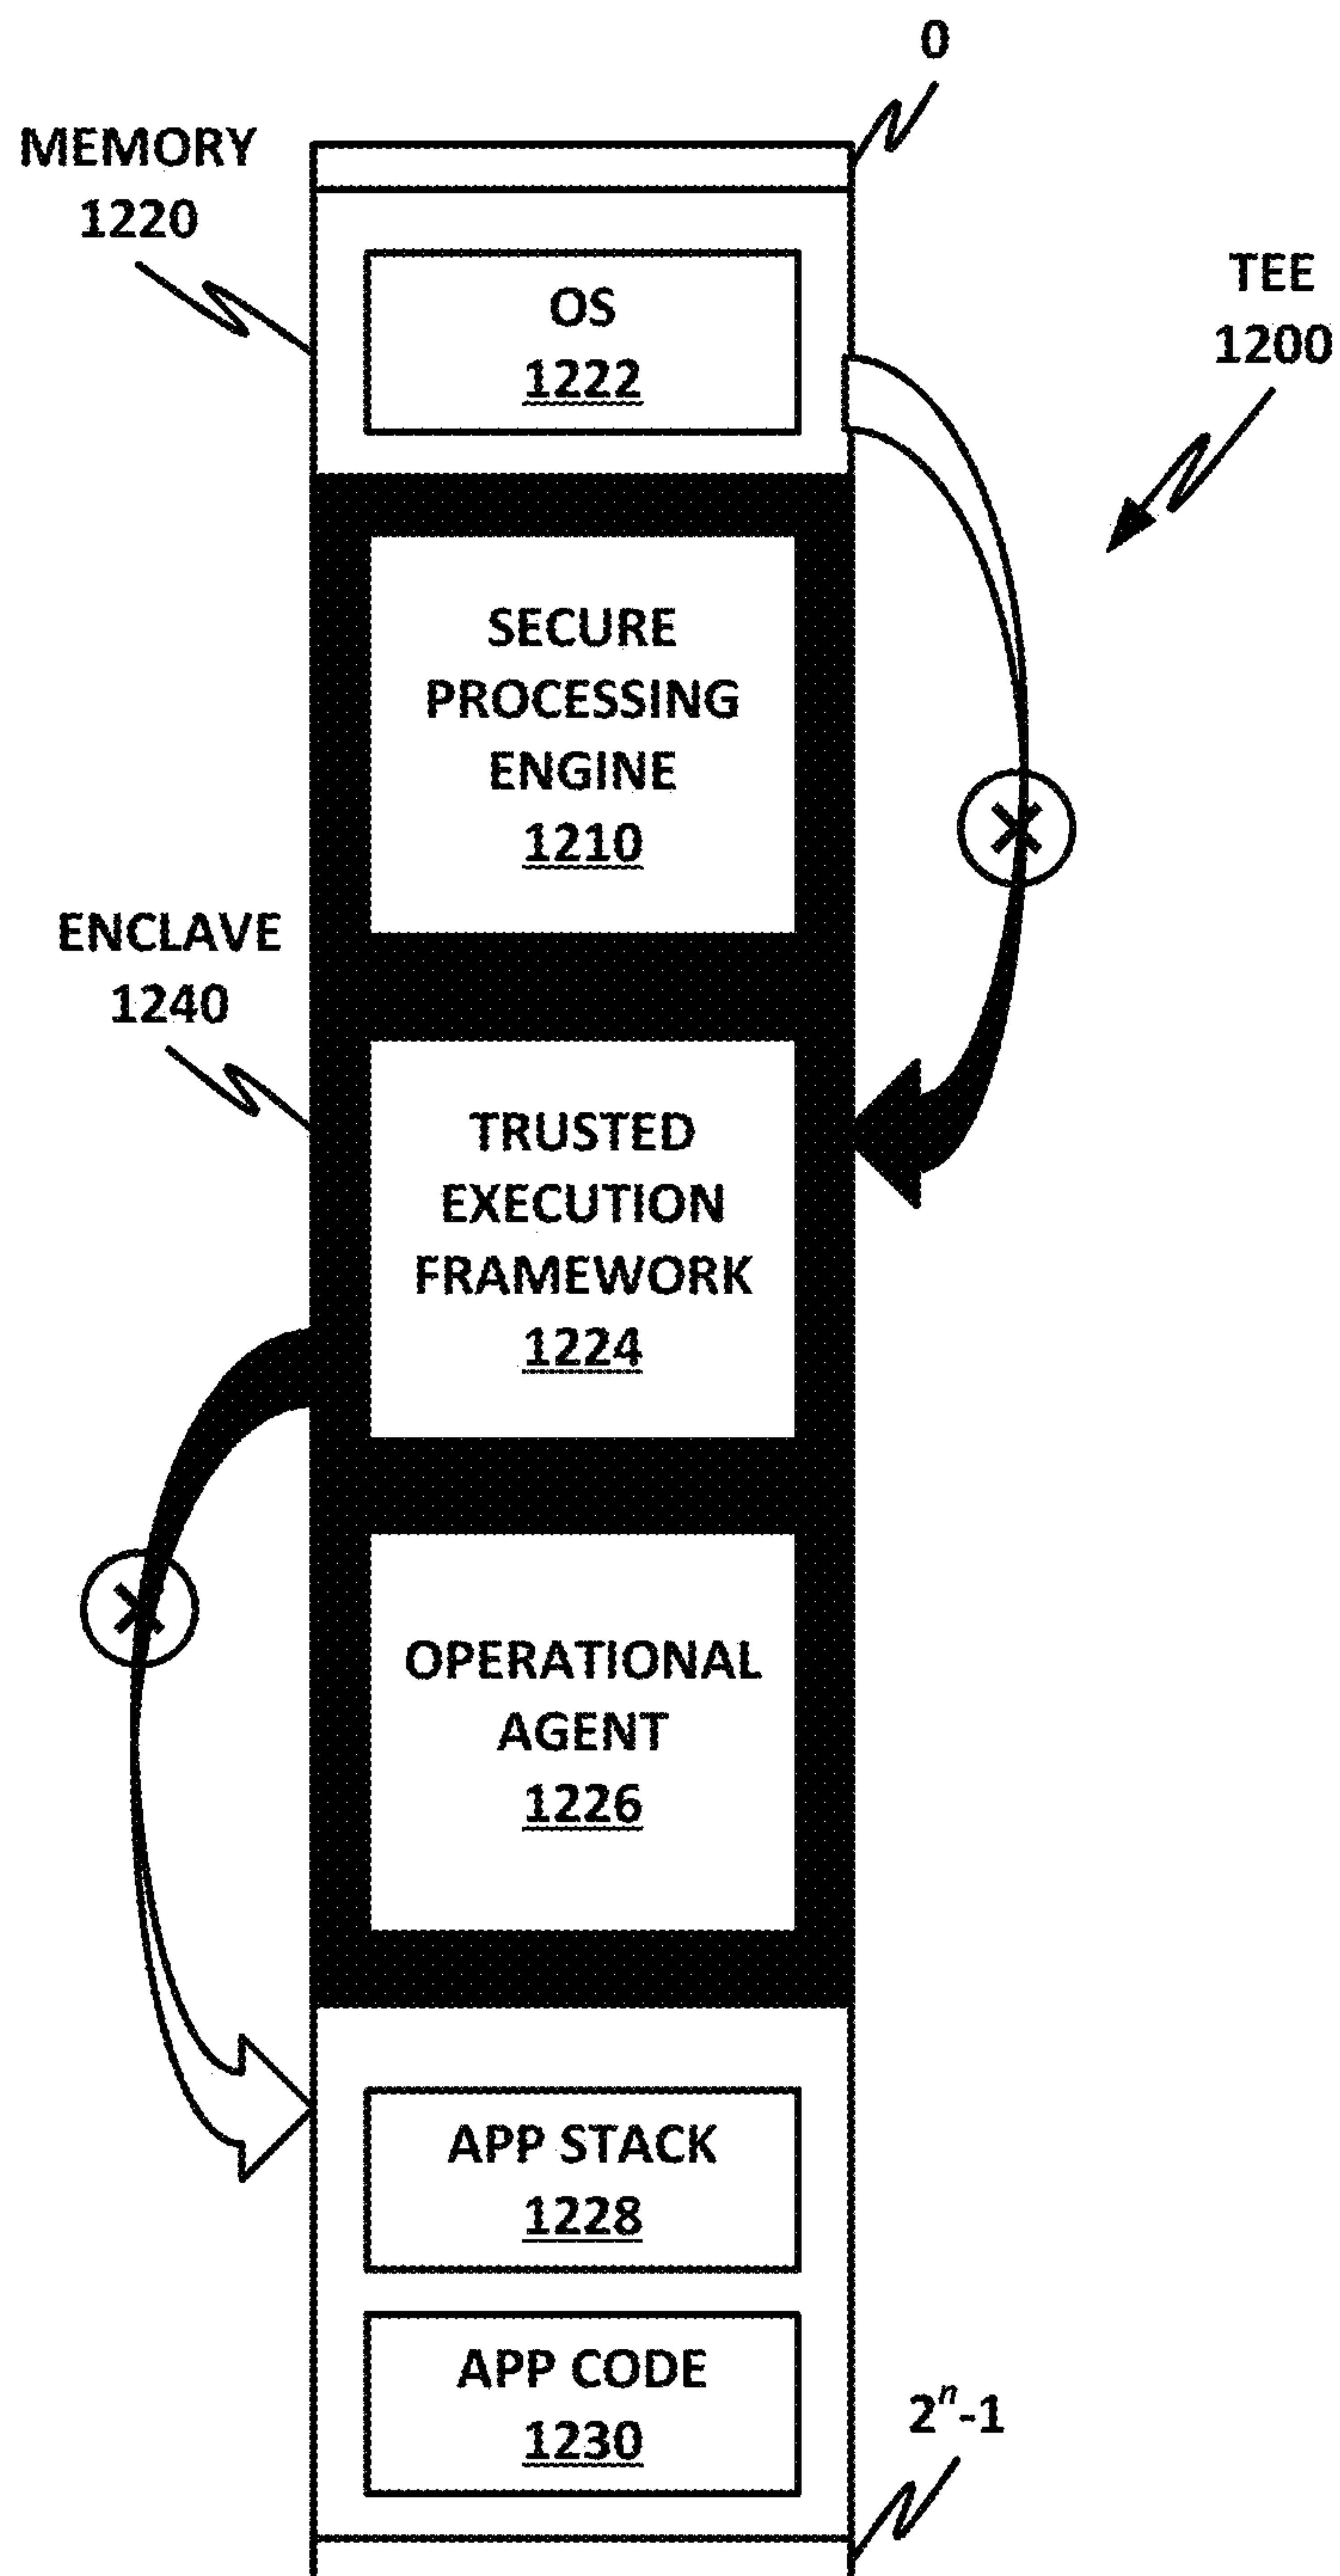 0
MEMORY
1220
TEE
1200
OS
1222
SECURE
PROCESSING
ENGINE
1210
ENCLAVE
1240
TRUSTED
EXECUTION
FRAMEWORK
1224
OPERATIONAL
AGENT
1226
APP STACK
1228
APP CODE
1230
2ⁿ-1